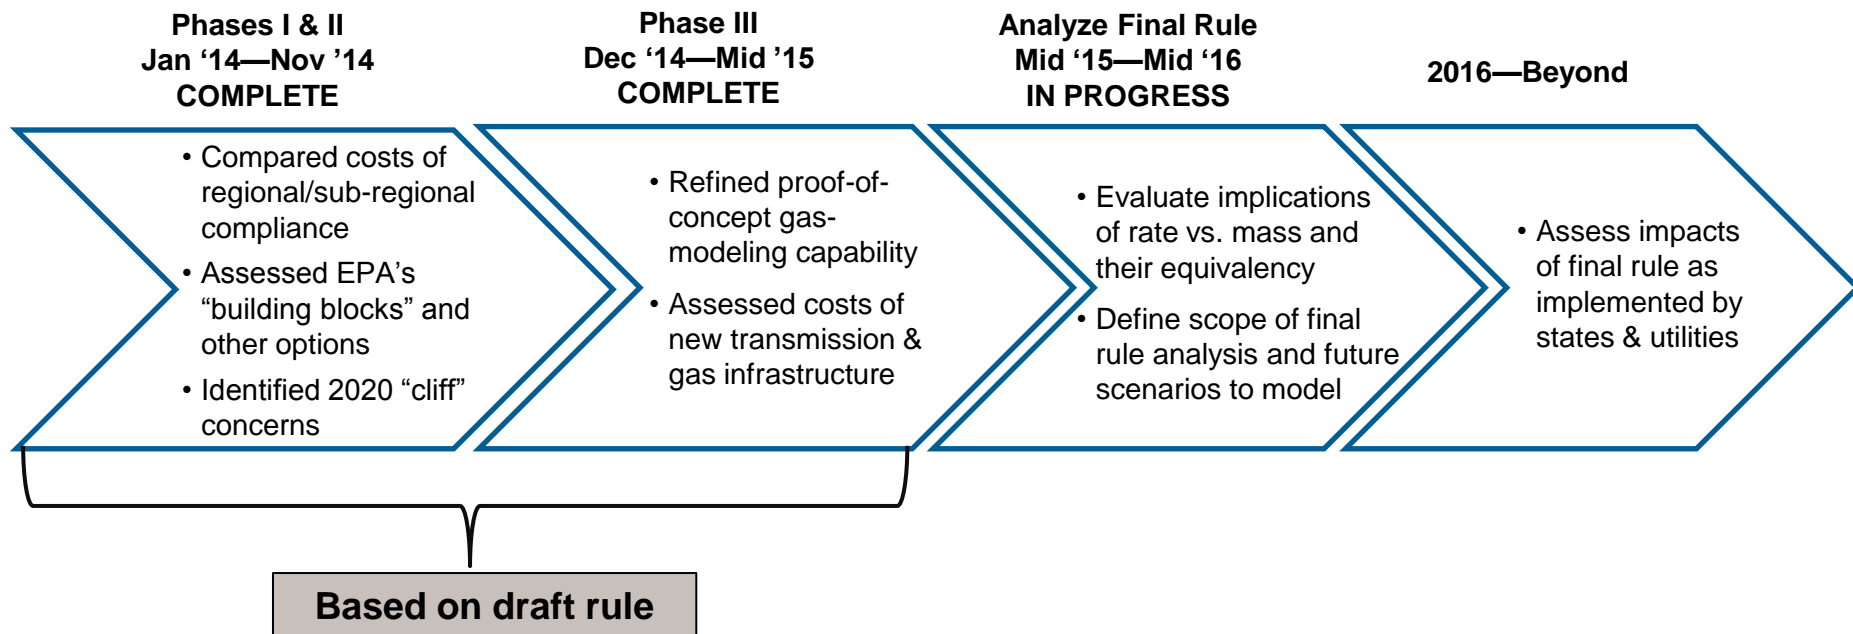 Phases I & II
Jan ‘14—Nov ’14
COMPLETE
• Compared costs of
regional/sub-regional
compliance
• Assessed EPA’s
“building blocks” and
other options
• Identified 2020 “cliff”
concerns
Phase III
Dec ‘14—Mid ’15
COMPLETE
• Refined proof-of-
concept gas-
modeling capability
• Assessed costs of
new transmission &
gas infrastructure
Analyze Final Rule
Mid ‘15—Mid ‘16
IN PROGRESS
• Evaluate implications
of rate vs. mass and
their equivalency
• Define scope of final
rule analysis and future
scenarios to model
2016—Beyond
• Assess impacts
of final rule as
implemented by
states & utilities
Based on draft rule